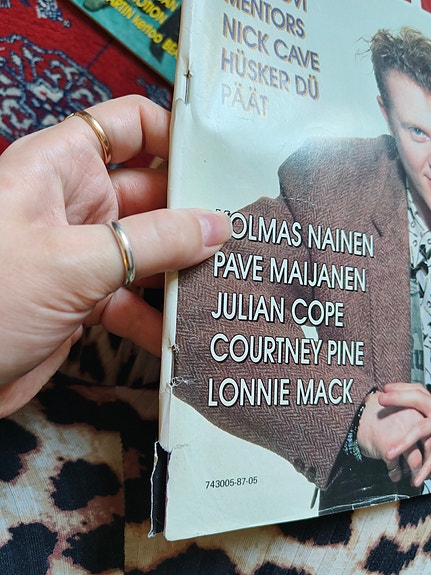 MENTORS
NICK CAVE
HÜSKER DÜ
PÄÄT
OLMAS NAINEN
PAVE MAIJANEN
JULIAN COPE
COURTNEY PINE
LONNIE MACK
743005-87-05